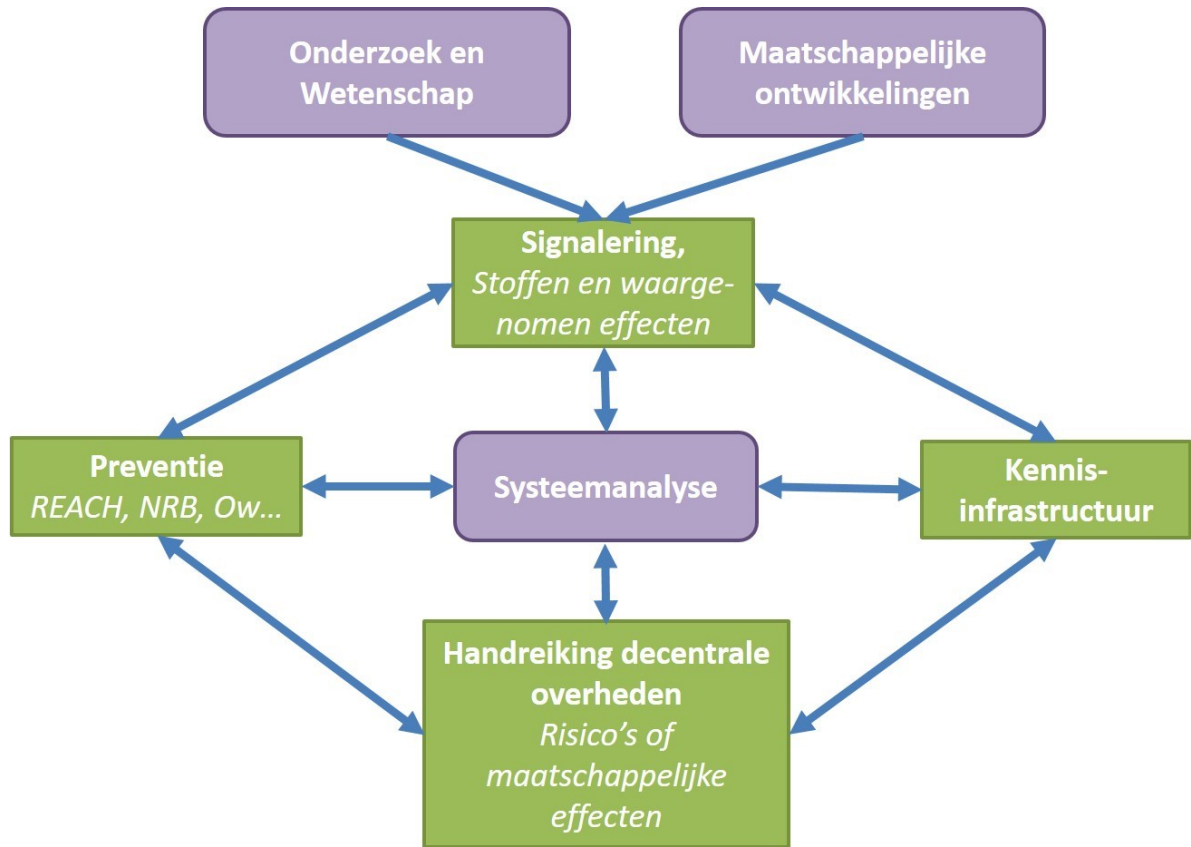 Onderzoek en
Wetenschap
Maatschappelijke
ontwikkelingen
Signalering,
Stoffen en waarge-
nomen effecten
Preventie
REACH, NRB, Ow...
Systeemanalyse
Kennis-
infrastructuur
Handreiking decentrale
overheden
Risico's of
maatschappelijke
effecten